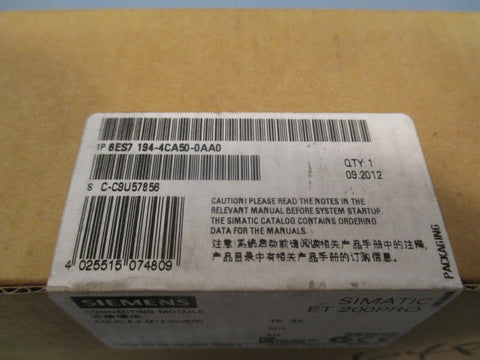 1P 6ES7 194-4CA50-0AA0
QTY: 1
09.2012
S C-C9U57856
CAUTION! PLEASE READ THE NOTES IN THE
RELEVANT MANUAL BEFORE SYSTEM STARTUP.
THE SIMATIC CATALOG CONTAINS ORDERING
DATA FOR THE MANUALS.
注意:系统启动前请阅读相关产品手册中的注释,
产品目录中有相关产品手册的订购信息。
4 025515 074809
PACKAGING
SIEMENS
SIMATIC
CONNECTING MODULE
ET 200PRO